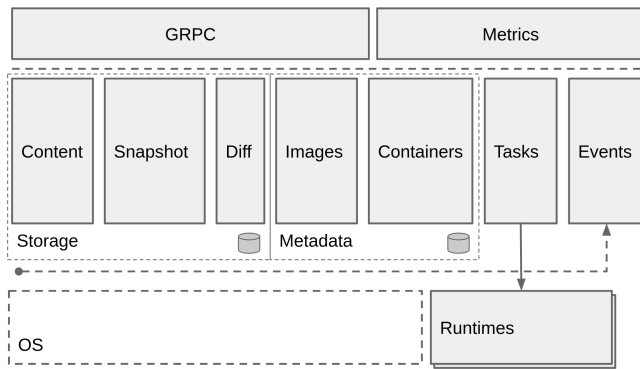 GRPC
Metrics
Content
Snapshot
Diff
Images
Containers
Tasks
Events
Storage
Metadata
OS
Runtimes